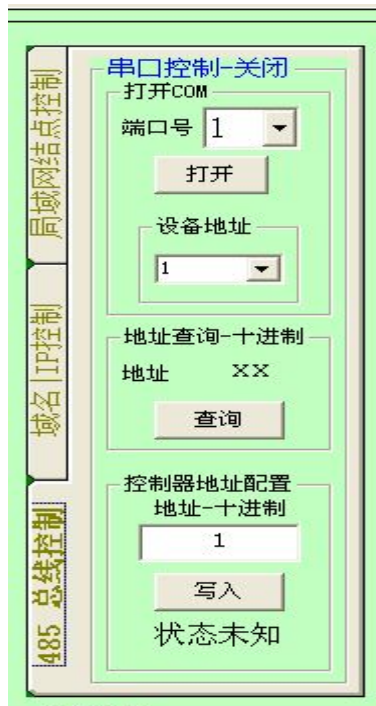 局域网结点控制
域名|IP控制
485 总线控制
串口控制-关闭
打开COM
端口号 1
打开
设备地址
1
地址查询-十进制
地址 XX
查询
控制器地址配置
地址-十进制
1
写入
状态未知